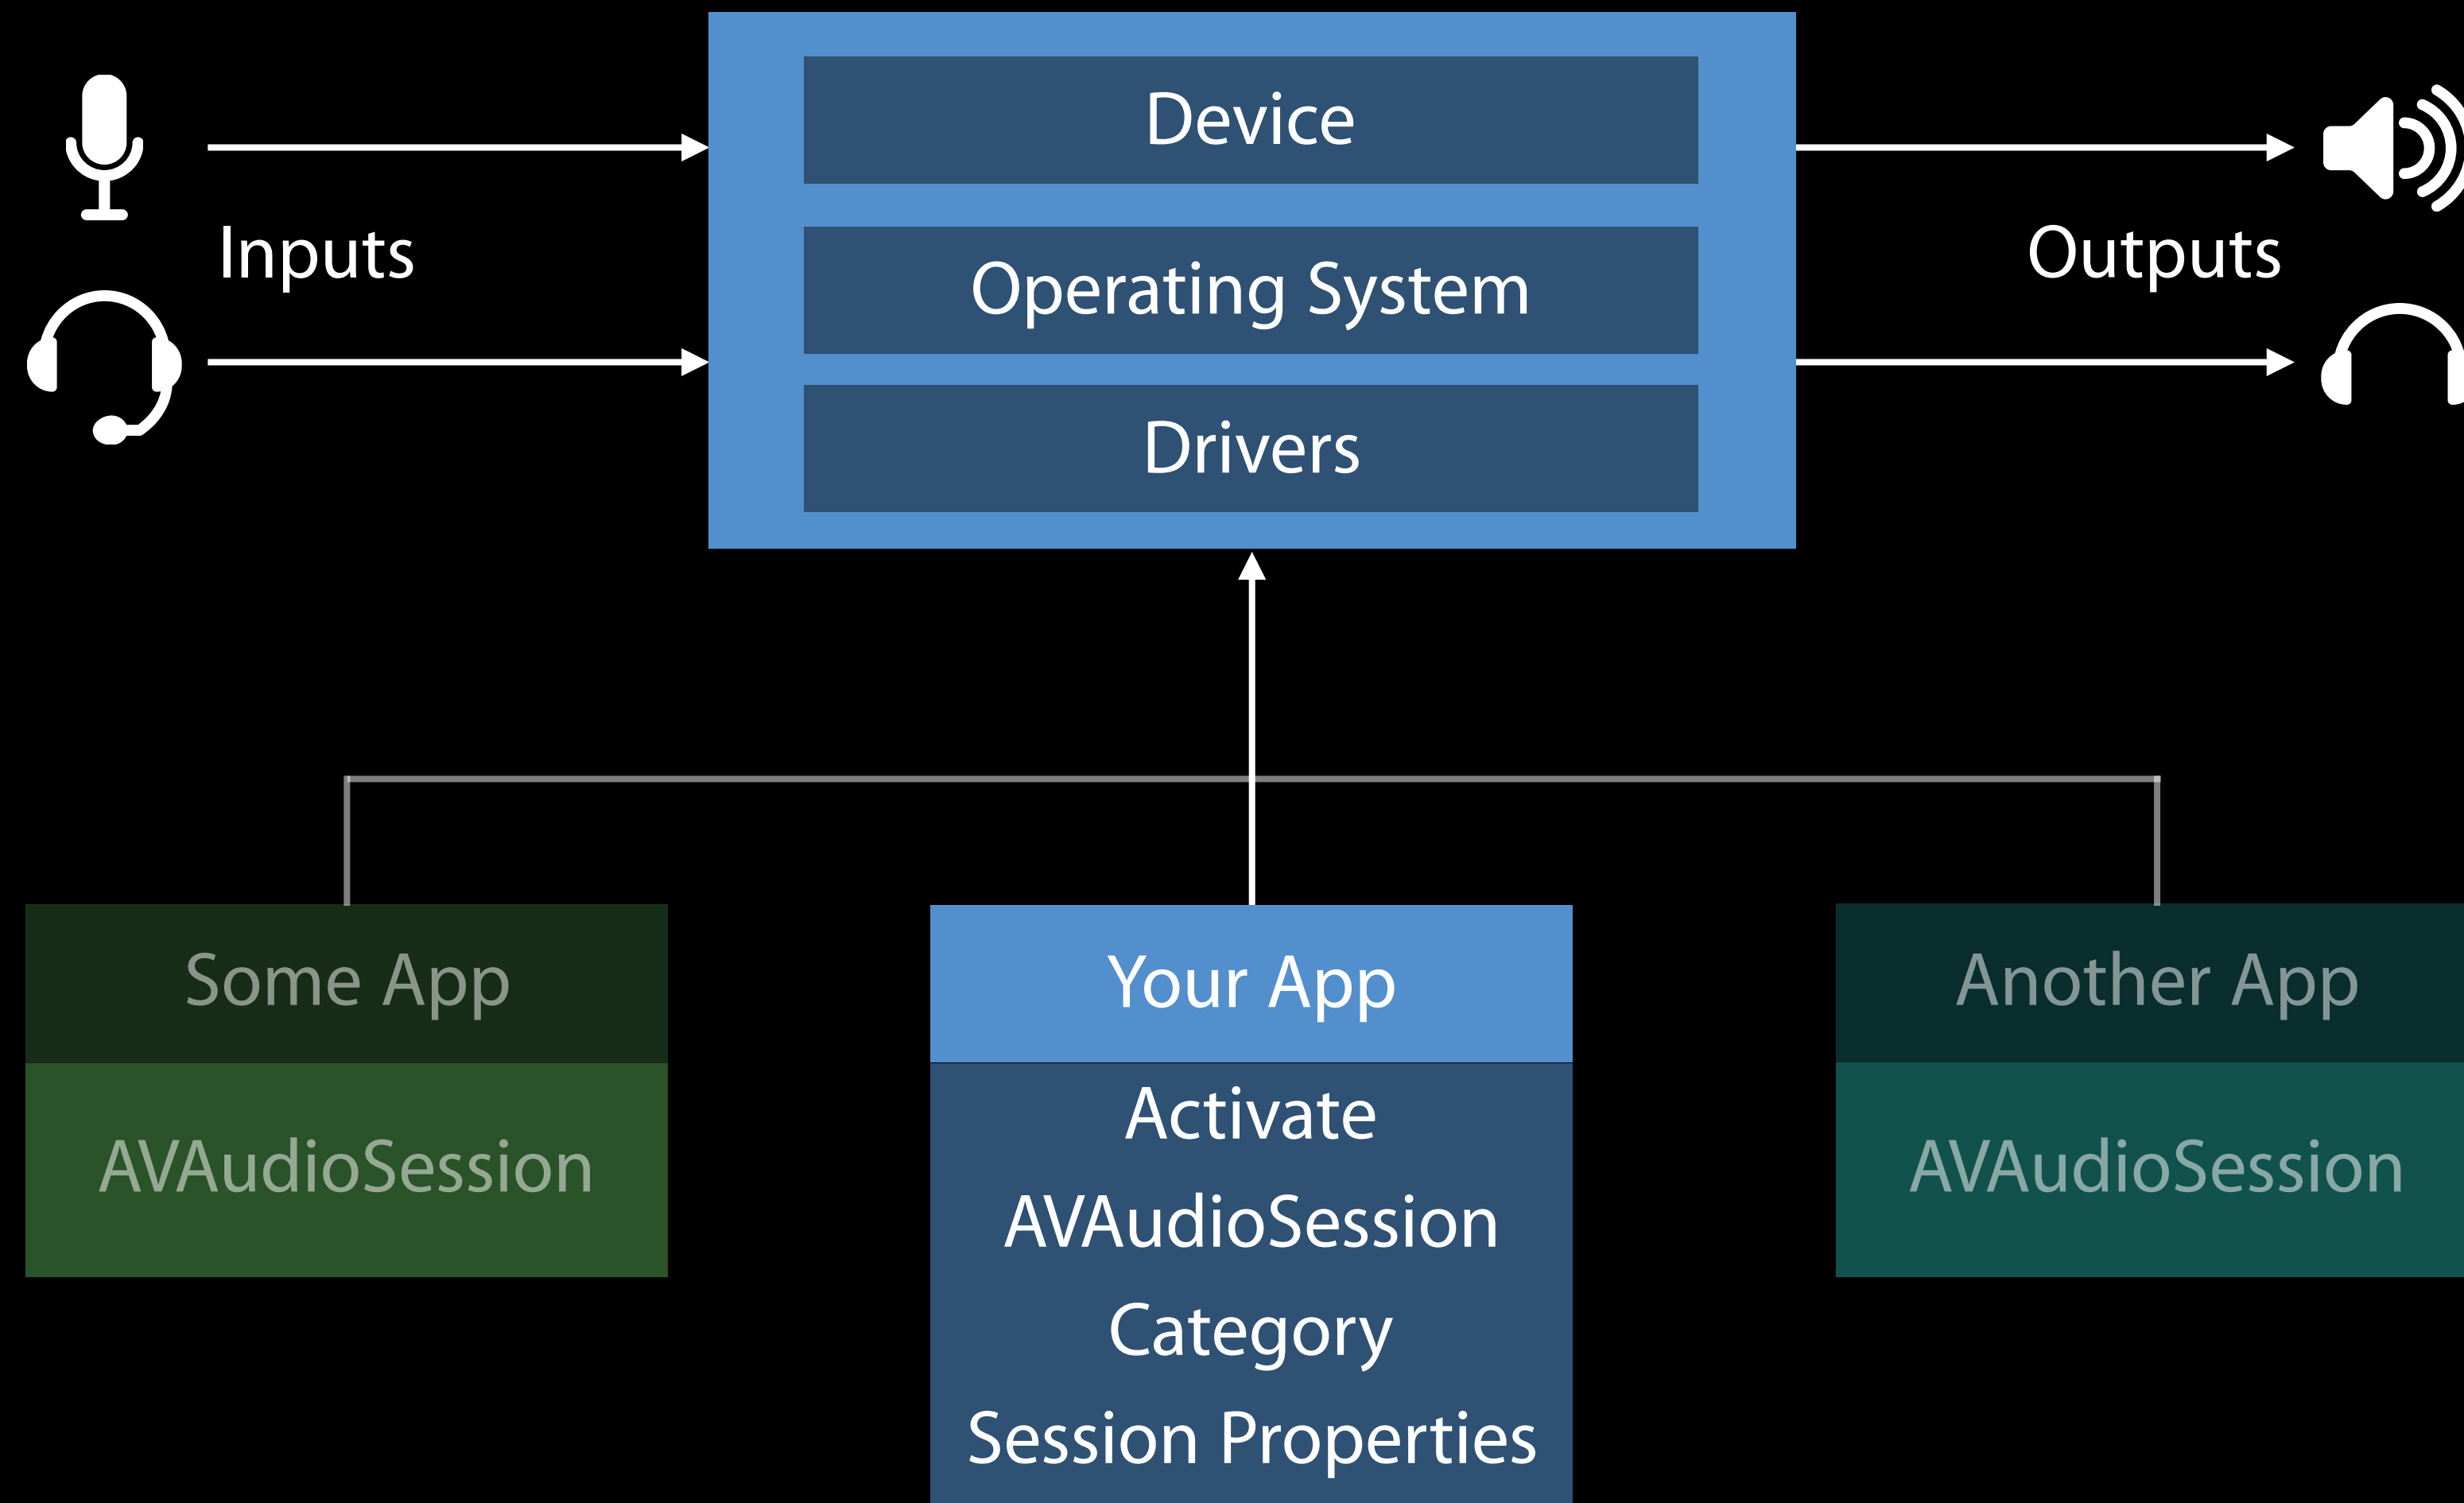 Device
Inputs
Operating System
Outputs
Drivers
Some App
Your App
Another App
AVAudioSession
Activate
AVAudioSession
Category
Session Properties
AVAudioSession